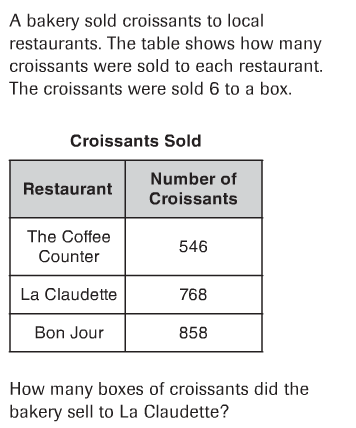 A bakery sold croissants to local
restaurants. The table shows how many
croissants were sold to each restaurant.
The croissants were sold 6 to a box.
Croissants Sold
Restaurant
Number of
Croissants
The Coffee
Counter
546
La Claudette
768
Bon Jour
858
How many boxes of croissants did the
bakery sell to La Claudette?